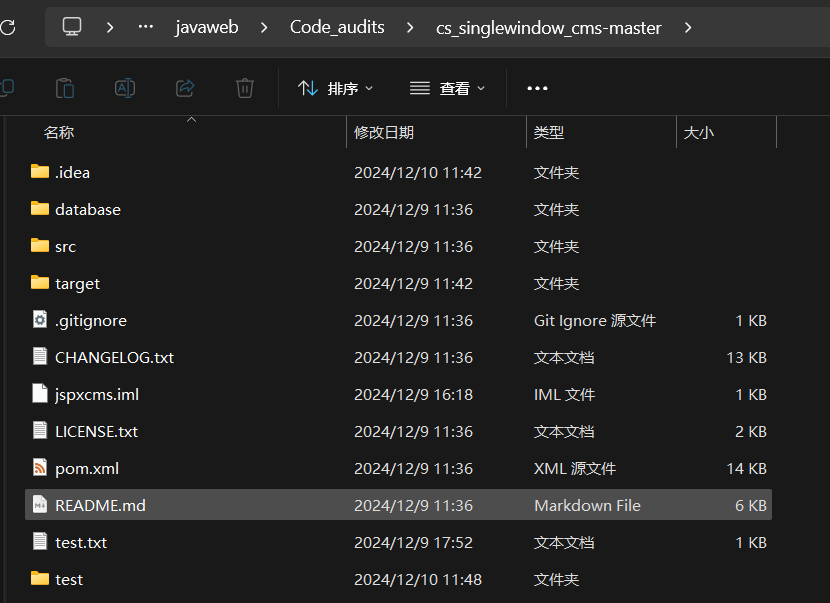 ··· javaweb Code_audits cs_singlewindow_cms-master
排序 查看 ···
名称 修改日期 类型 大小
.idea 2024/12/10 11:42 文件夹
database 2024/12/9 11:36 文件夹
src 2024/12/9 11:36 文件夹
target 2024/12/9 11:42 文件夹
.gitignore 2024/12/9 11:36 Git Ignore 源文件 1 KB
CHANGELOG.txt 2024/12/9 11:36 文本文档 13 KB
jspxcms.iml 2024/12/9 16:18 IML 文件 1 KB
LICENSE.txt 2024/12/9 11:36 文本文档 2 KB
pom.xml 2024/12/9 11:36 XML 源文件 14 KB
README.md 2024/12/9 11:36 Markdown File 6 KB
test.txt 2024/12/9 17:52 文本文档 1 KB
test 2024/12/10 11:48 文件夹